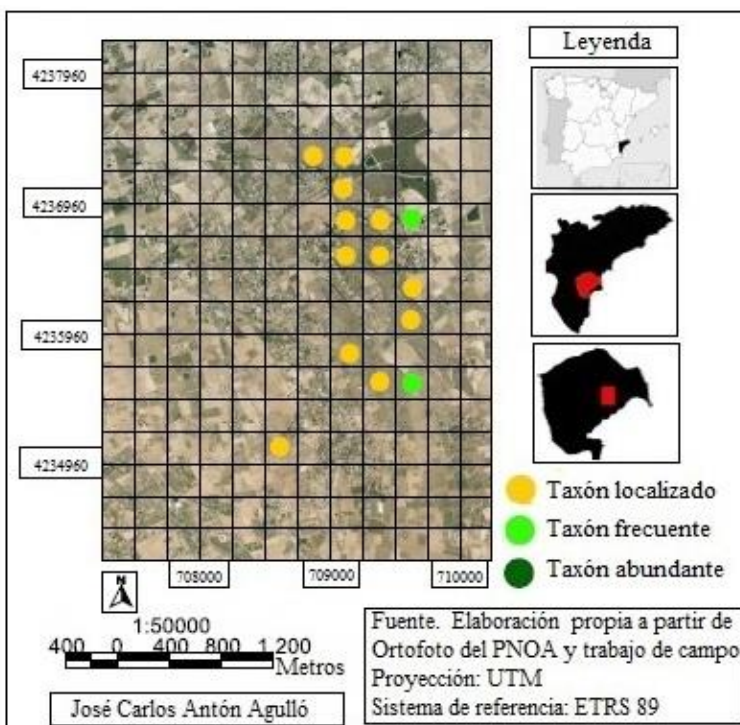 Leyenda
4237960
4236960
4235960
4234960
708000
709000
710000
Taxón localizado
Taxón frecuente
Taxón abundante
N
1:50000
400 0 400 800 1.200
Metros
José Carlos Antón Agulló
Fuente. Elaboración propia a partir de
Ortofoto del PNOA y trabajo de campo
Proyección: UTM
Sistema de referencia: ETRS 89